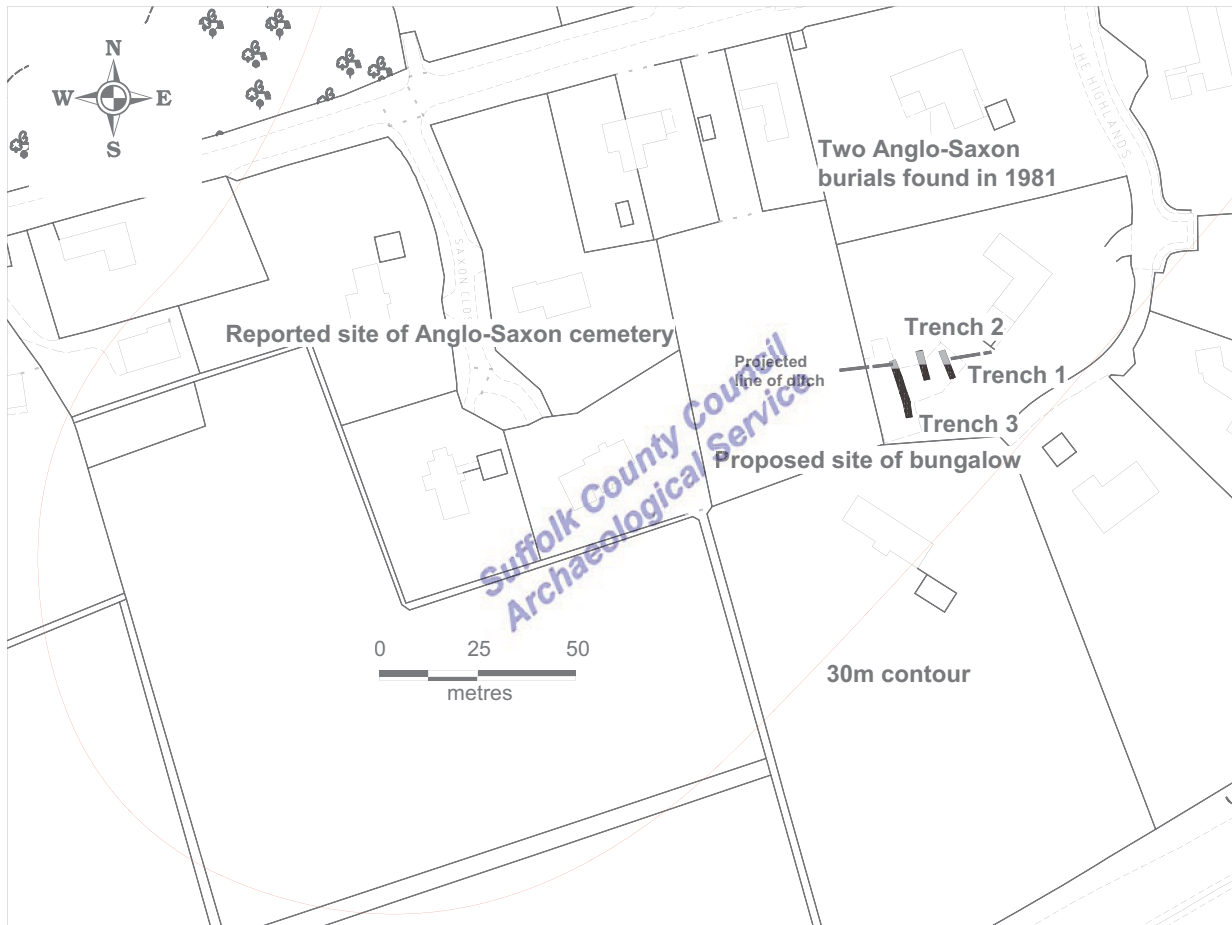 N
W E
S
THE HIGHLANDS
Two Anglo-Saxon
burials found in 1981
SAXON CLOSE
Reported site of Anglo-Saxon cemetery
Trench 2
Projected
line of ditch
Trench 1
Trench 3
Proposed site of bungalow
Suffolk County Council
Archaeological Service
0 25 50
metres
30m contour